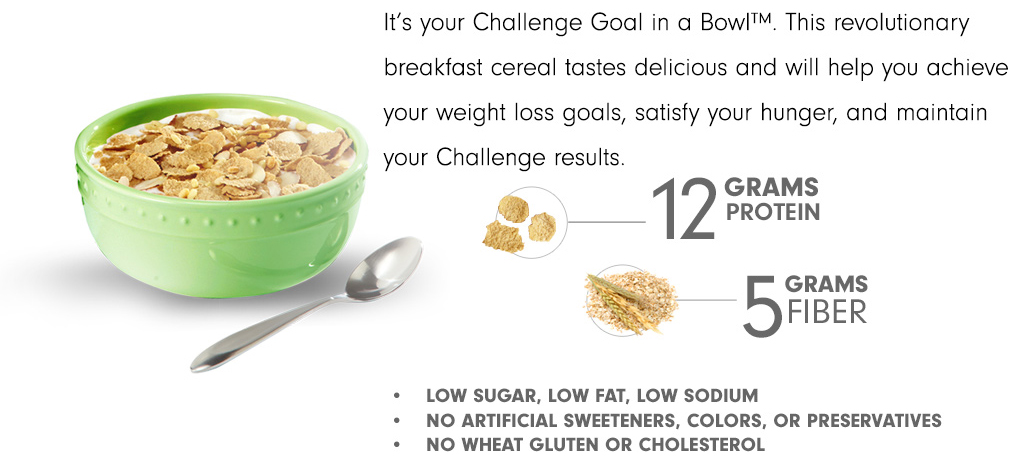 It's your Challenge Goal in a Bowl™. This revolutionary
breakfast cereal tastes delicious and will help you achieve
your weight loss goals, satisfy your hunger, and maintain
your Challenge results.
12 GRAMS
PROTEIN
5 GRAMS
FIBER
• LOW SUGAR, LOW FAT, LOW SODIUM
• NO ARTIFICIAL SWEETENERS, COLORS, OR PRESERVATIVES
• NO WHEAT GLUTEN OR CHOLESTEROL